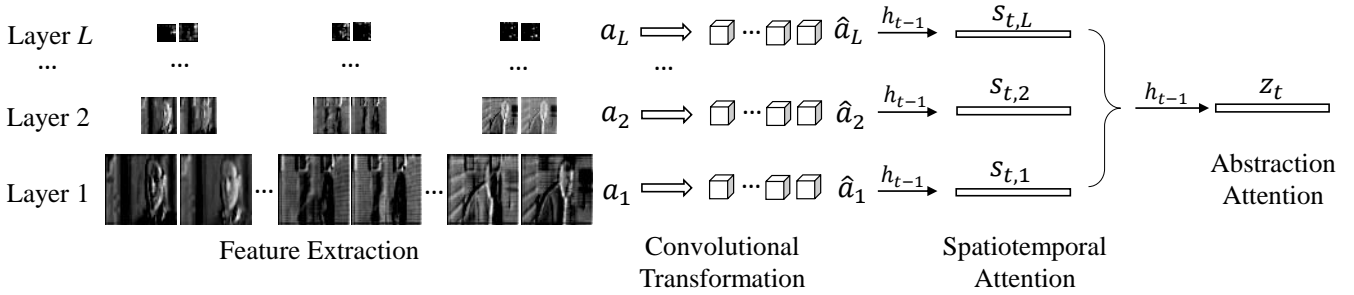 Layer L ... a_L ... â_L h_{t−1} s_{t,L}
... ... ... ... ...
Layer 2 a_2 ... â_2 h_{t−1} s_{t,2} h_{t−1} z_t
Layer 1 ... ... a_1 ... â_1 h_{t−1} s_{t,1}
Abstraction
Attention
Feature Extraction
Convolutional
Transformation
Spatiotemporal
Attention